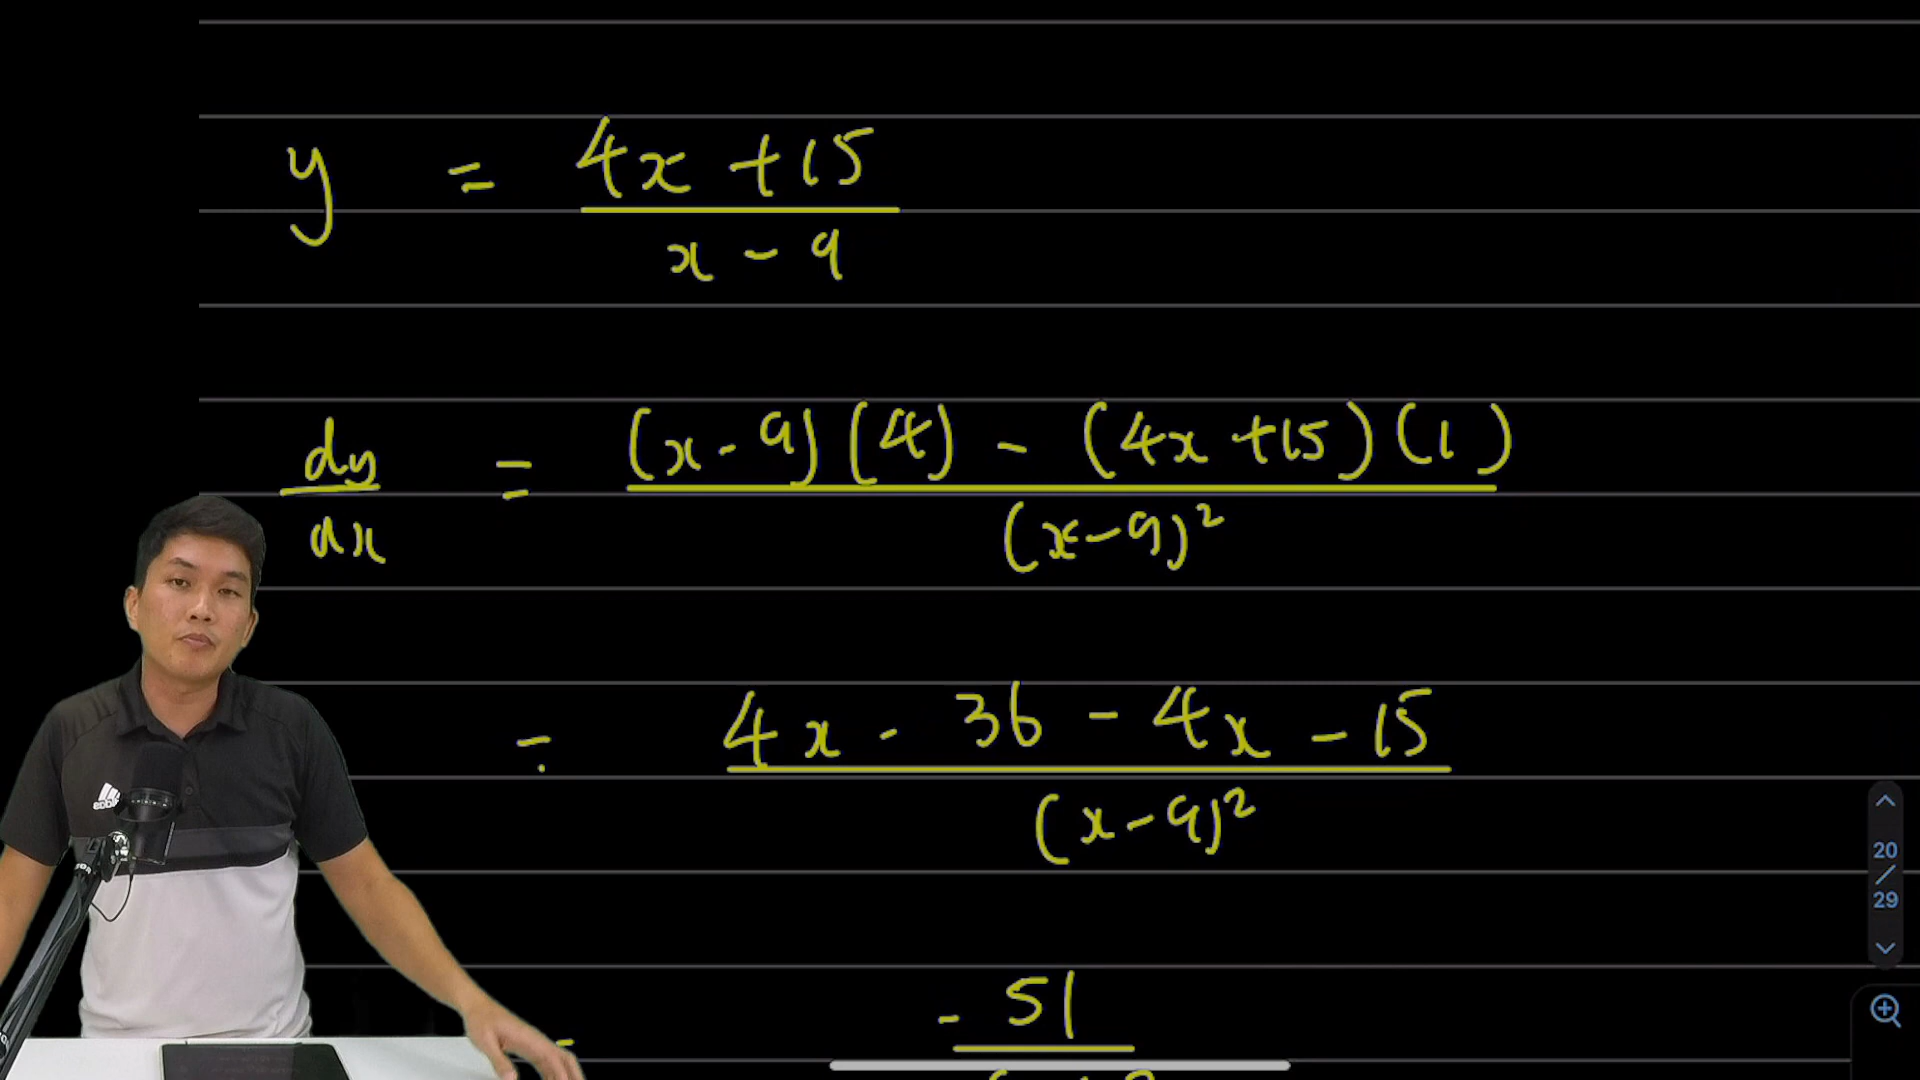 y = 4x + 15
x - 9
dy = (x - 9)(4) - (4x + 15)(1)
dx (x - 9)²
= 4x - 36 - 4x - 15
(x - 9)²
= - 51
20
/
29